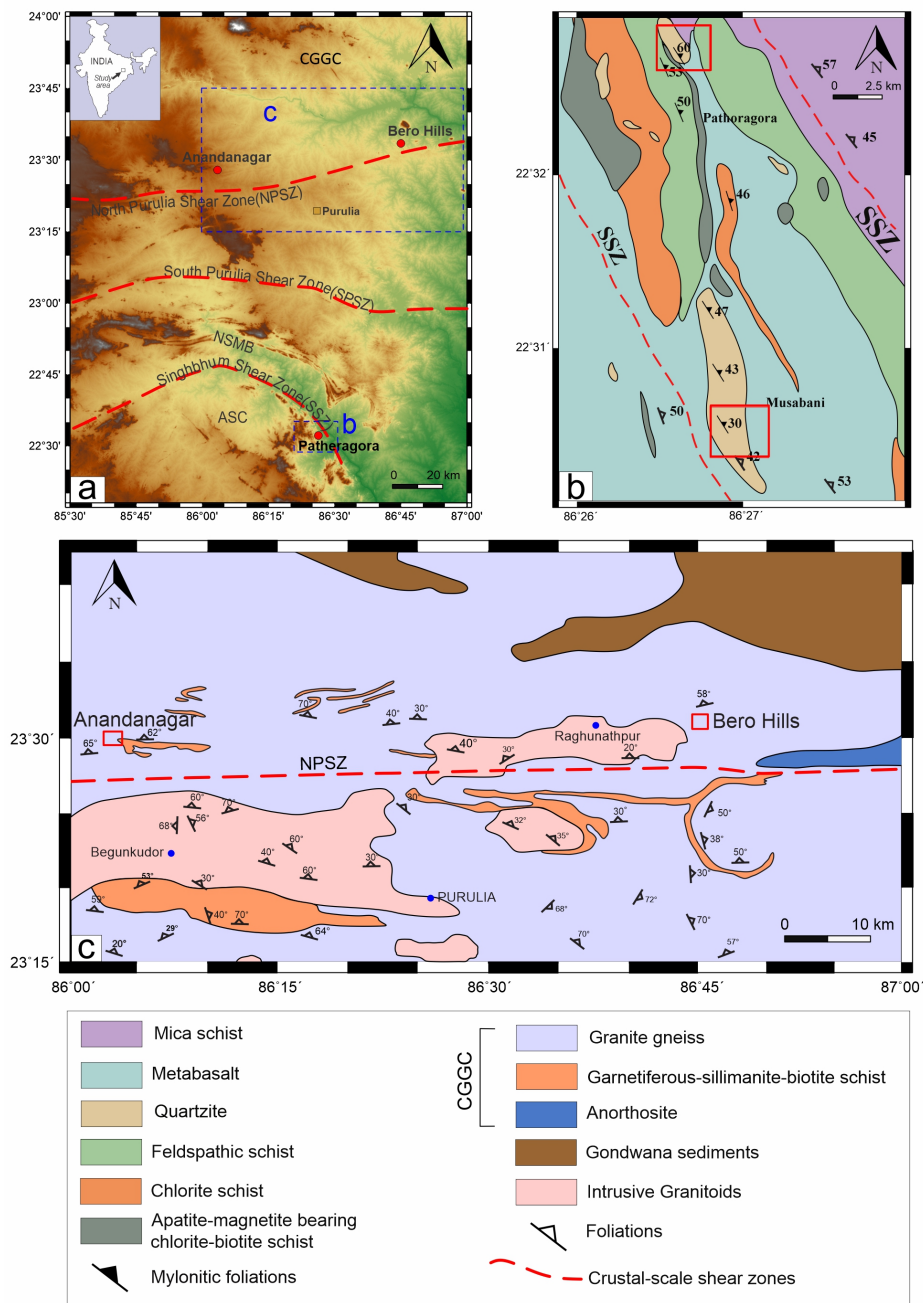 24°00'
23°45'
23°30'
23°15'
23°00'
22°45'
22°30'
INDIA
Study
area
CGGC
N
c
Bero Hills
Anandanagar
North Purulia Shear Zone(NPSZ)
Purulia
South Purulia Shear Zone(SPSZ)
NSMB
Singhbhum Shear Zone(SSZ)
ASC
b
Patheragora
0 20 km
a
85°30' 85°45' 86°00' 86°15' 86°30' 86°45' 87°00'
N
60
53
57
0 2.5 km
50
Pathoragora
45
22°32'
46
SSZ
SSZ
47
22°31'
43
Musabani
50
30
42
53
b
86°26' 86°27'
N
58°
70°
30°
40°
Anandanagar
Bero Hills
62°
Raghunathpur
23°30'
65°
40°
30°
20°
NPSZ
60°
70°
30°
50°
68°
56°
32°
30°
35°
38°
60°
Begunkudor
40°
30°
50°
53°
30°
60°
30°
PURULIA
72°
59°
40°
70°
68°
70°
29°
64°
20°
70°
57°
0 10 km
c
23°15'
86°00' 86°15' 86°30' 86°45' 87°00'
Mica schist
Metabasalt
Quartzite
Feldspathic schist
Chlorite schist
Apatite-magnetite bearing
chlorite-biotite schist
Mylonitic foliations
CGGC
Granite gneiss
Garnetiferous-sillimanite-biotite schist
Anorthosite
Gondwana sediments
Intrusive Granitoids
Foliations
Crustal-scale shear zones